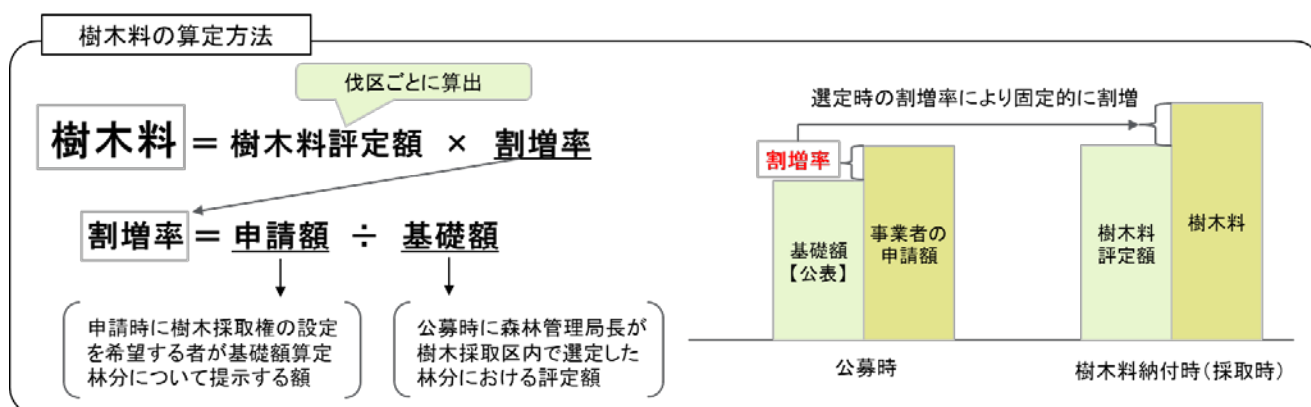 樹木料の算定方法
伐区ごとに算出
樹木料＝樹木料評定額 × 割増率
割増率＝申請額 ÷ 基礎額
申請時に樹木採取権の設定
を希望する者が基礎額算定
林分について提示する額
公募時に森林管理局長が
樹木採取区内で選定した
林分における評定額
選定時の割増率により固定的に割増
割増率
基礎額
【公表】
事業者の
申請額
公募時
樹木料
評定額
樹木料
樹木料納付時(採取時)